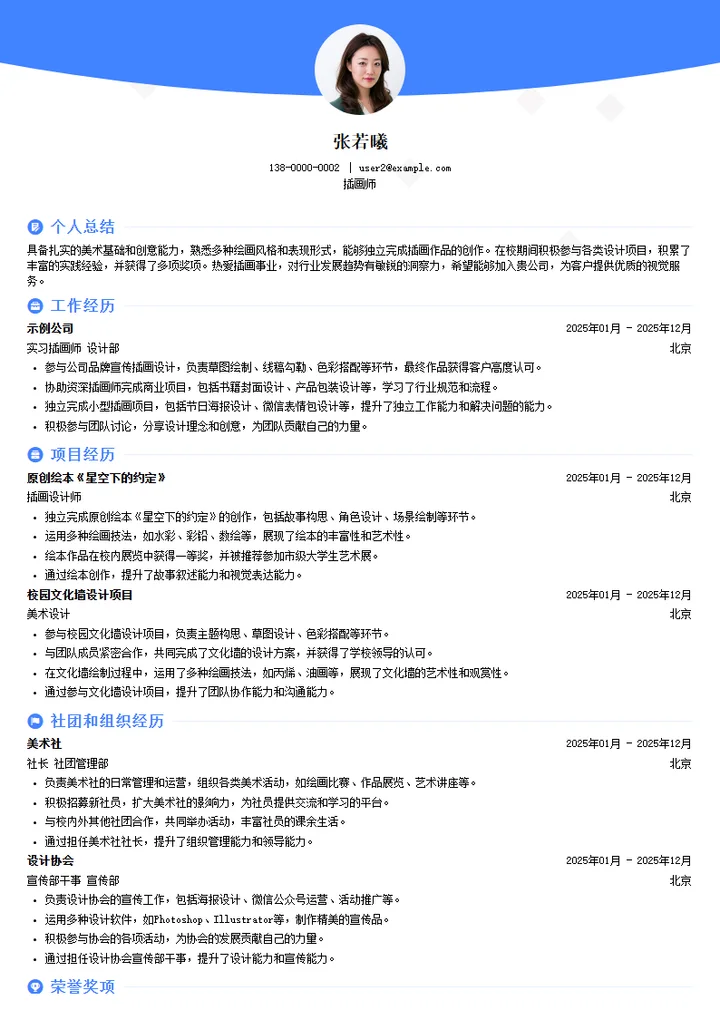 张若曦
138-0000-0002 | user2@example.com
插画师
个人总结
具备扎实的美术基础和创意能力，熟悉多种绘画风格和表现形式，能够独立完成插画作品的创作。在校期间积极参与各类设计项目，积累了
丰富的实践经验，并获得了多项奖项。热爱插画事业，对行业发展趋势有敏锐的洞察力，希望能够加入贵公司，为客户提供优质的视觉服
务。
工作经历
示例公司 2025年01月 - 2025年12月
实习插画师 设计部 北京
• 参与公司品牌宣传插画设计，负责草图绘制、线稿勾勒、色彩搭配等环节，最终作品获得客户高度认可。
• 协助资深插画师完成商业项目，包括书籍封面设计、产品包装设计等，学习了行业规范和流程。
• 独立完成小型插画项目，包括节日海报设计、微信表情包设计等，提升了独立工作能力和解决问题的能力。
• 积极参与团队讨论，分享设计理念和创意，为团队贡献自己的力量。
项目经历
原创绘本《星空下的约定》 2025年01月 - 2025年12月
插画设计师 北京
• 独立完成原创绘本《星空下的约定》的创作，包括故事构思、角色设计、场景绘制等环节。
• 运用多种绘画技法，如水彩、彩铅、数绘等，展现了绘本的丰富性和艺术性。
• 绘本作品在校内展览中获得一等奖，并被推荐参加市级大学生艺术展。
• 通过绘本创作，提升了故事叙述能力和视觉表达能力。
校园文化墙设计项目 2025年01月 - 2025年12月
美术设计 北京
• 参与校园文化墙设计项目，负责主题构思、草图设计、色彩搭配等环节。
• 与团队成员紧密合作，共同完成了文化墙的设计方案，并获得了学校领导的认可。
• 在文化墙绘制过程中，运用了多种绘画技法，如丙烯、油画等，展现了文化墙的艺术性和观赏性。
• 通过参与文化墙设计项目，提升了团队协作能力和沟通能力。
社团和组织经历
美术社 2025年01月 - 2025年12月
社长 社团管理部 北京
• 负责美术社的日常管理和运营，组织各类美术活动，如绘画比赛、作品展览、艺术讲座等。
• 积极招募新社员，扩大美术社的影响力，为社员提供交流和学习的平台。
• 与校内外其他社团合作，共同举办活动，丰富社员的课余生活。
• 通过担任美术社社长，提升了组织管理能力和领导能力。
设计协会 2025年01月 - 2025年12月
宣传部干事 宣传部 北京
• 负责设计协会的宣传工作，包括海报设计、微信公众号运营、活动推广等。
• 运用多种设计软件，如Photoshop、Illustrator等，制作精美的宣传品。
• 积极参与协会的各项活动，为协会的发展贡献自己的力量。
• 通过担任设计协会宣传部干事，提升了设计能力和宣传能力。
荣誉奖项